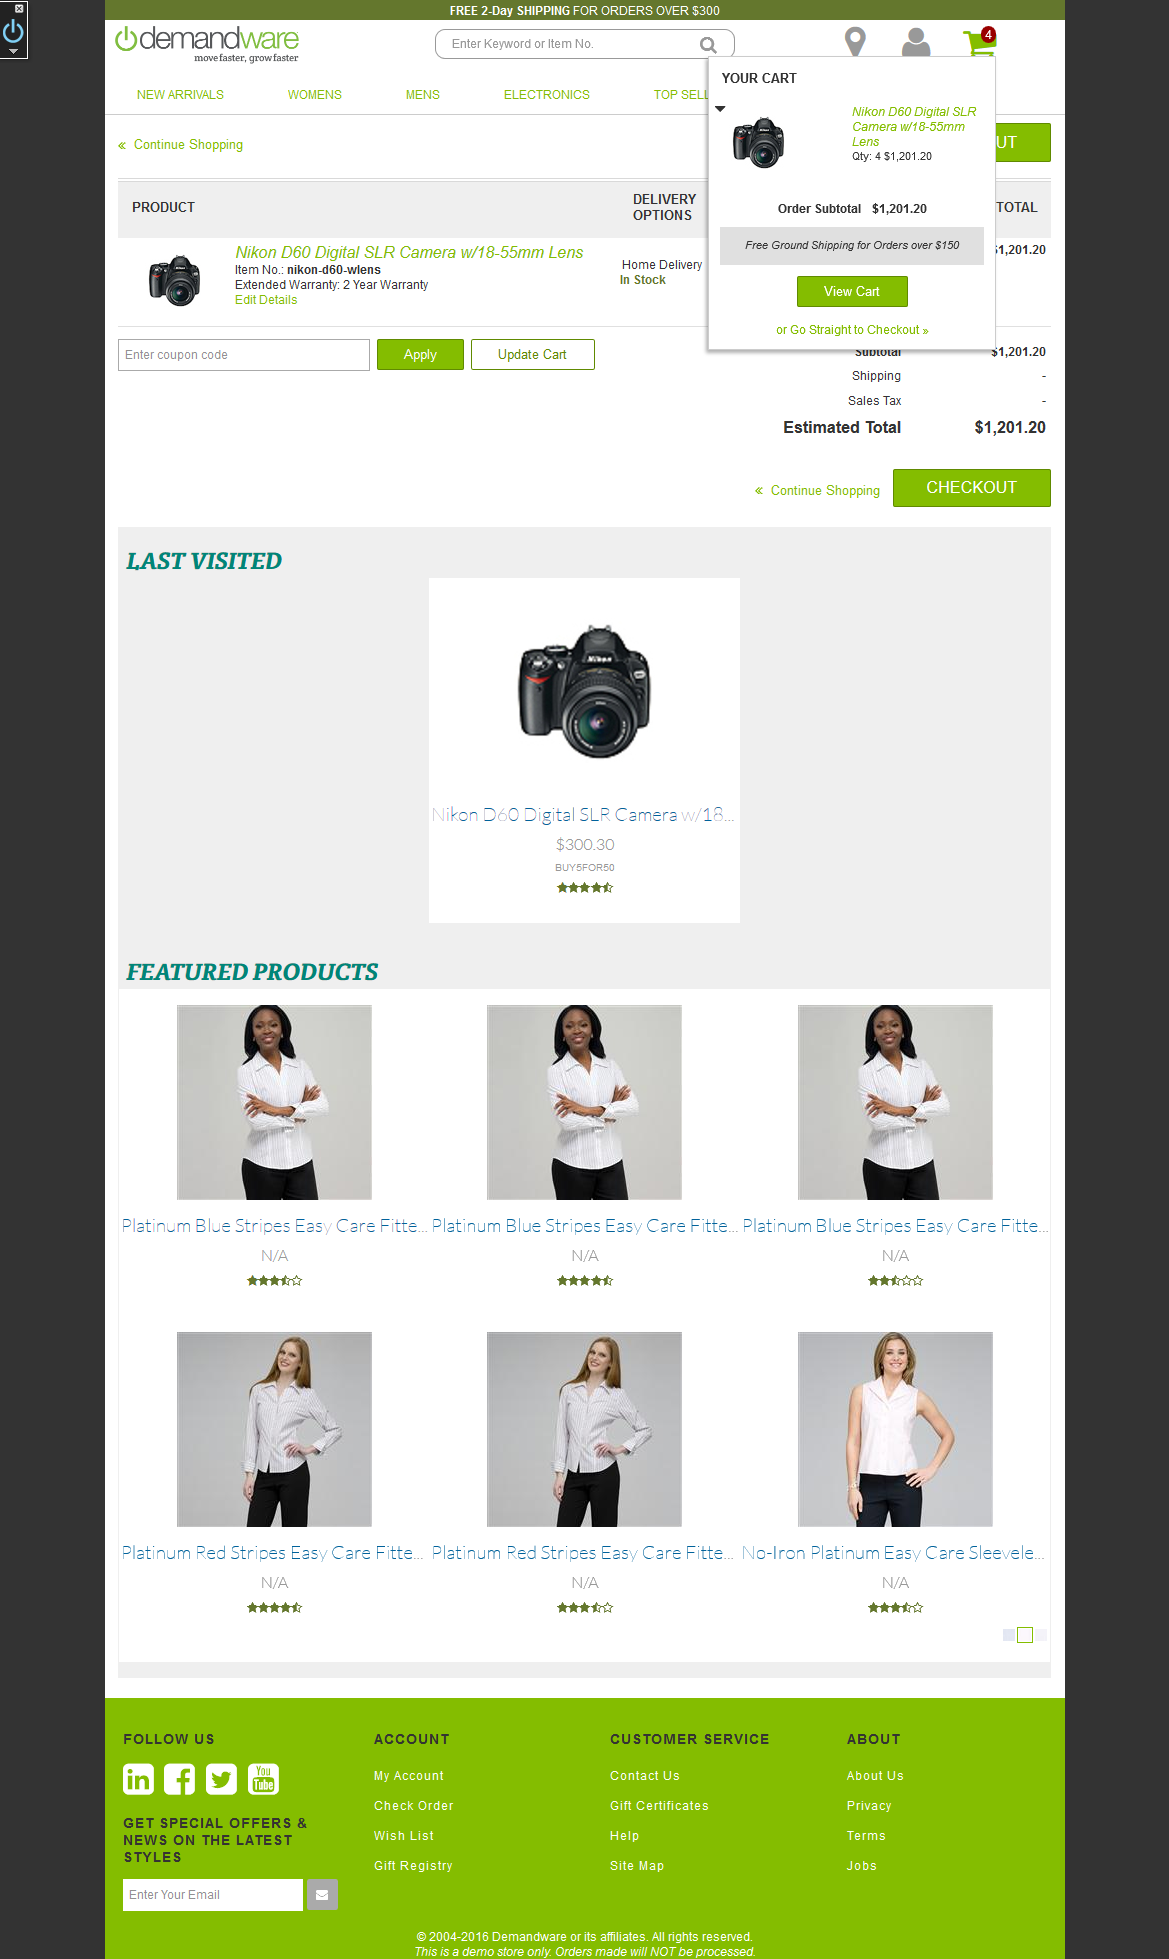 FREE 2-Day SHIPPING FOR ORDERS OVER $300
demandware
move faster, grow faster
Enter Keyword or Item No.
4
NEW ARRIVALS
WOMENS
MENS
ELECTRONICS
TOP SELL
YOUR CART
Nikon D60 Digital SLR
Camera w/18-55mm
Lens
Qty: 4 $1,201.20
Order Subtotal $1,201.20
Free Ground Shipping for Orders over $150
View Cart
or Go Straight to Checkout »
« Continue Shopping
UT
PRODUCT
DELIVERY
OPTIONS
TOTAL
Nikon D60 Digital SLR Camera w/18-55mm Lens
Item No.: nikon-d60-wlens
Extended Warranty: 2 Year Warranty
Edit Details
Home Delivery
In Stock
$1,201.20
Enter coupon code
Apply
Update Cart
Subtotal $1,201.20
Shipping -
Sales Tax -
Estimated Total $1,201.20
« Continue Shopping
CHECKOUT
LAST VISITED
Nikon
Nikon D60 Digital SLR Camera w/18...
$300.30
BUY5FOR50
FEATURED PRODUCTS
Platinum Blue Stripes Easy Care Fitte...
N/A
Platinum Blue Stripes Easy Care Fitte...
N/A
Platinum Blue Stripes Easy Care Fitte...
N/A
Platinum Red Stripes Easy Care Fitte...
N/A
Platinum Red Stripes Easy Care Fitte...
N/A
No-Iron Platinum Easy Care Sleevele...
N/A
FOLLOW US
in
You
Tube
GET SPECIAL OFFERS &
NEWS ON THE LATEST
STYLES
Enter Your Email
ACCOUNT
My Account
Check Order
Wish List
Gift Registry
CUSTOMER SERVICE
Contact Us
Gift Certificates
Help
Site Map
ABOUT
About Us
Privacy
Terms
Jobs
© 2004-2016 Demandware or its affiliates. All rights reserved.
This is a demo store only. Orders made will NOT be processed.